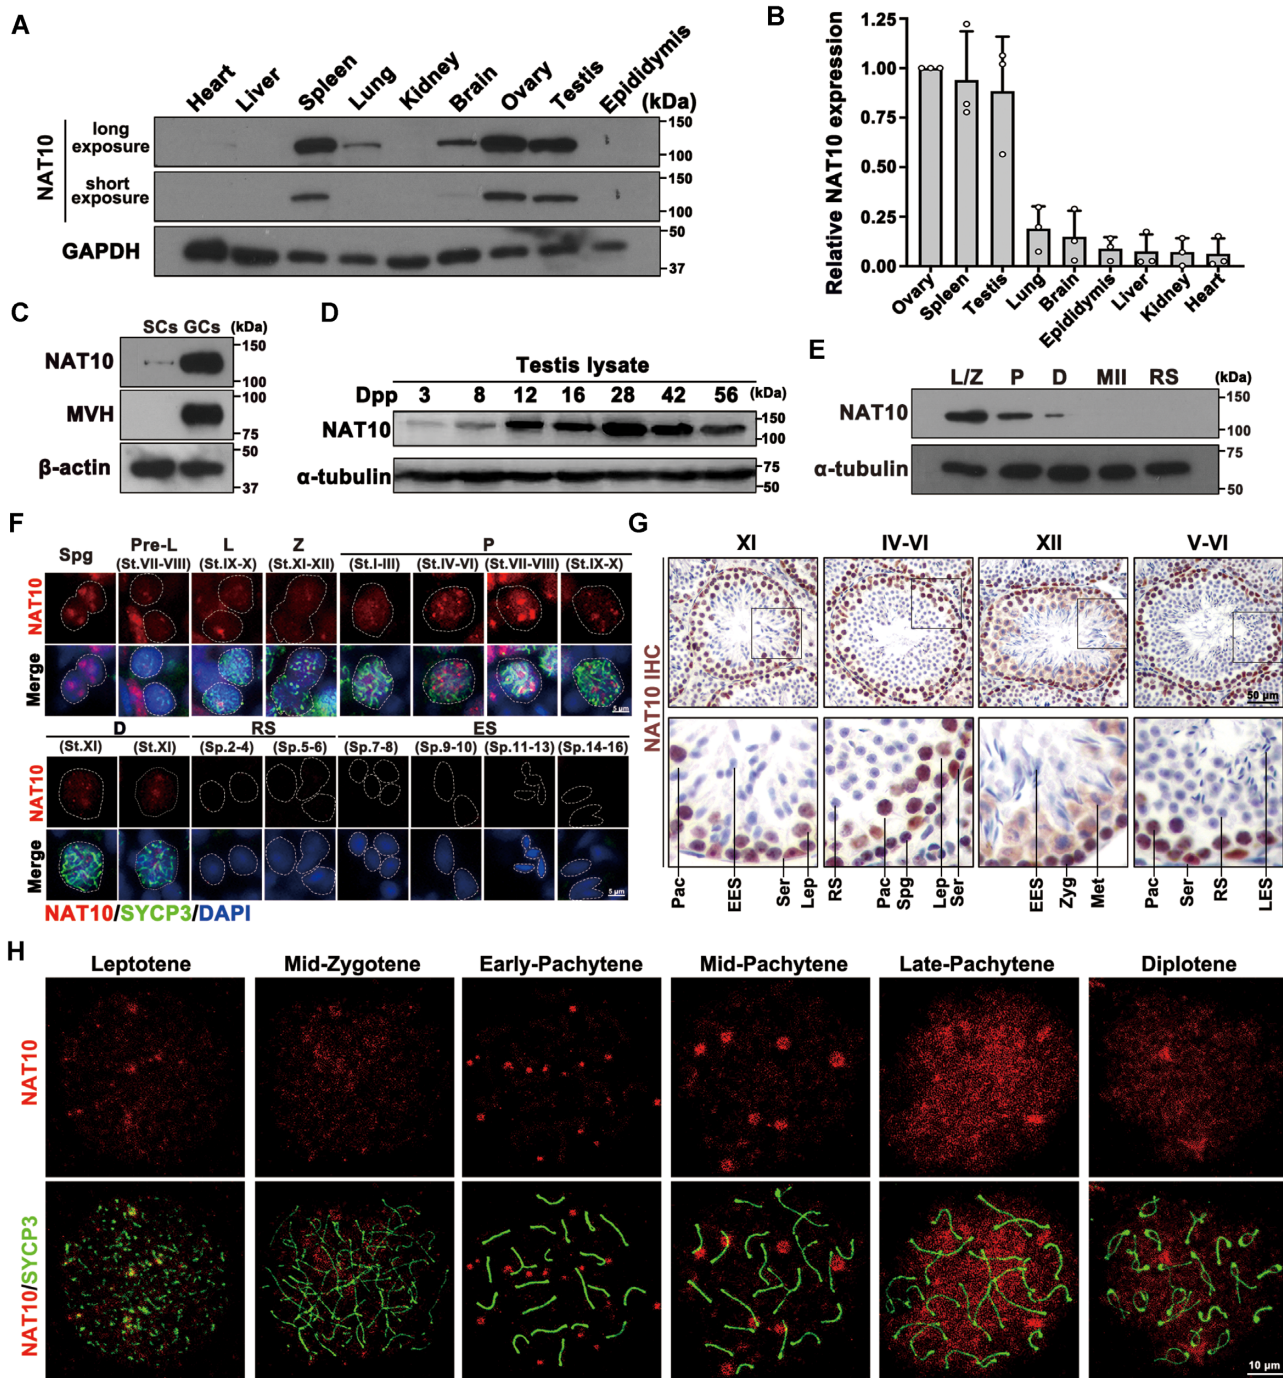 A
Heart Liver Spleen Lung Kidney Brain Ovary Testis Epididymis (kDa)
NAT10
long exposure
150
100
short exposure
150
100
GAPDH
50
37
B
Relative NAT10 expression
1.25
1.00
0.75
0.50
0.25
0.00
Ovary Spleen Testis Lung Brain Epididymis Liver Kidney Heart
C
SCs GCs (kDa)
NAT10
150
100
MVH
75
β-actin
50
37
D
Testis lysate
Dpp 3 8 12 16 28 42 56 (kDa)
NAT10
150
100
α-tubulin
75
50
E
L/Z P D MII RS (kDa)
NAT10
150
100
α-tubulin
75
50
F
Spg Pre-L L Z P
(St.VII-VIII) (St.IX-X) (St.XI-XII) (St.I-III) (St.IV-VI) (St.VII-VIII) (St.IX-X)
NAT10
Merge
5 µm
D RS ES
(St.XI) (St.XI) (Sp.2-4) (Sp.5-6) (Sp.7-8) (Sp.9-10) (Sp.11-13) (Sp.14-16)
NAT10
Merge
5 µm
NAT10/SYCP3/DAPI
G
XI IV-VI XII V-VI
NAT10 IHC
50 µm
Pac EES Ser Lep RS Pac Spg Lep Ser EES Zyg Met Pac Ser RS LES
H
Leptotene Mid-Zygotene Early-Pachytene Mid-Pachytene Late-Pachytene Diplotene
NAT10
NAT10/SYCP3
10 µm